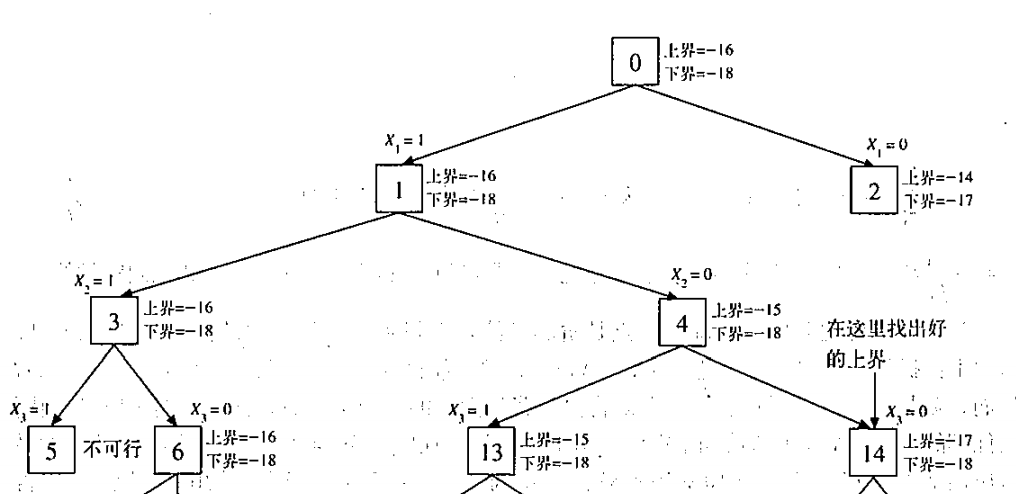 0
上界=-16
下界=-18
X₁=1
X₁=0
1
上界=-16
下界=-18
2
上界=-14
下界=-17
X₂=1
X₂=0
3
上界=-16
下界=-18
4
上界=-15
下界=-18
在这里找出好
的上界
X₃=1
X₃=0
X₃=1
X₃=0
5
不可行
6
上界=-16
下界=-18
13
上界=-15
下界=-18
14
上界=-17
下界=-18